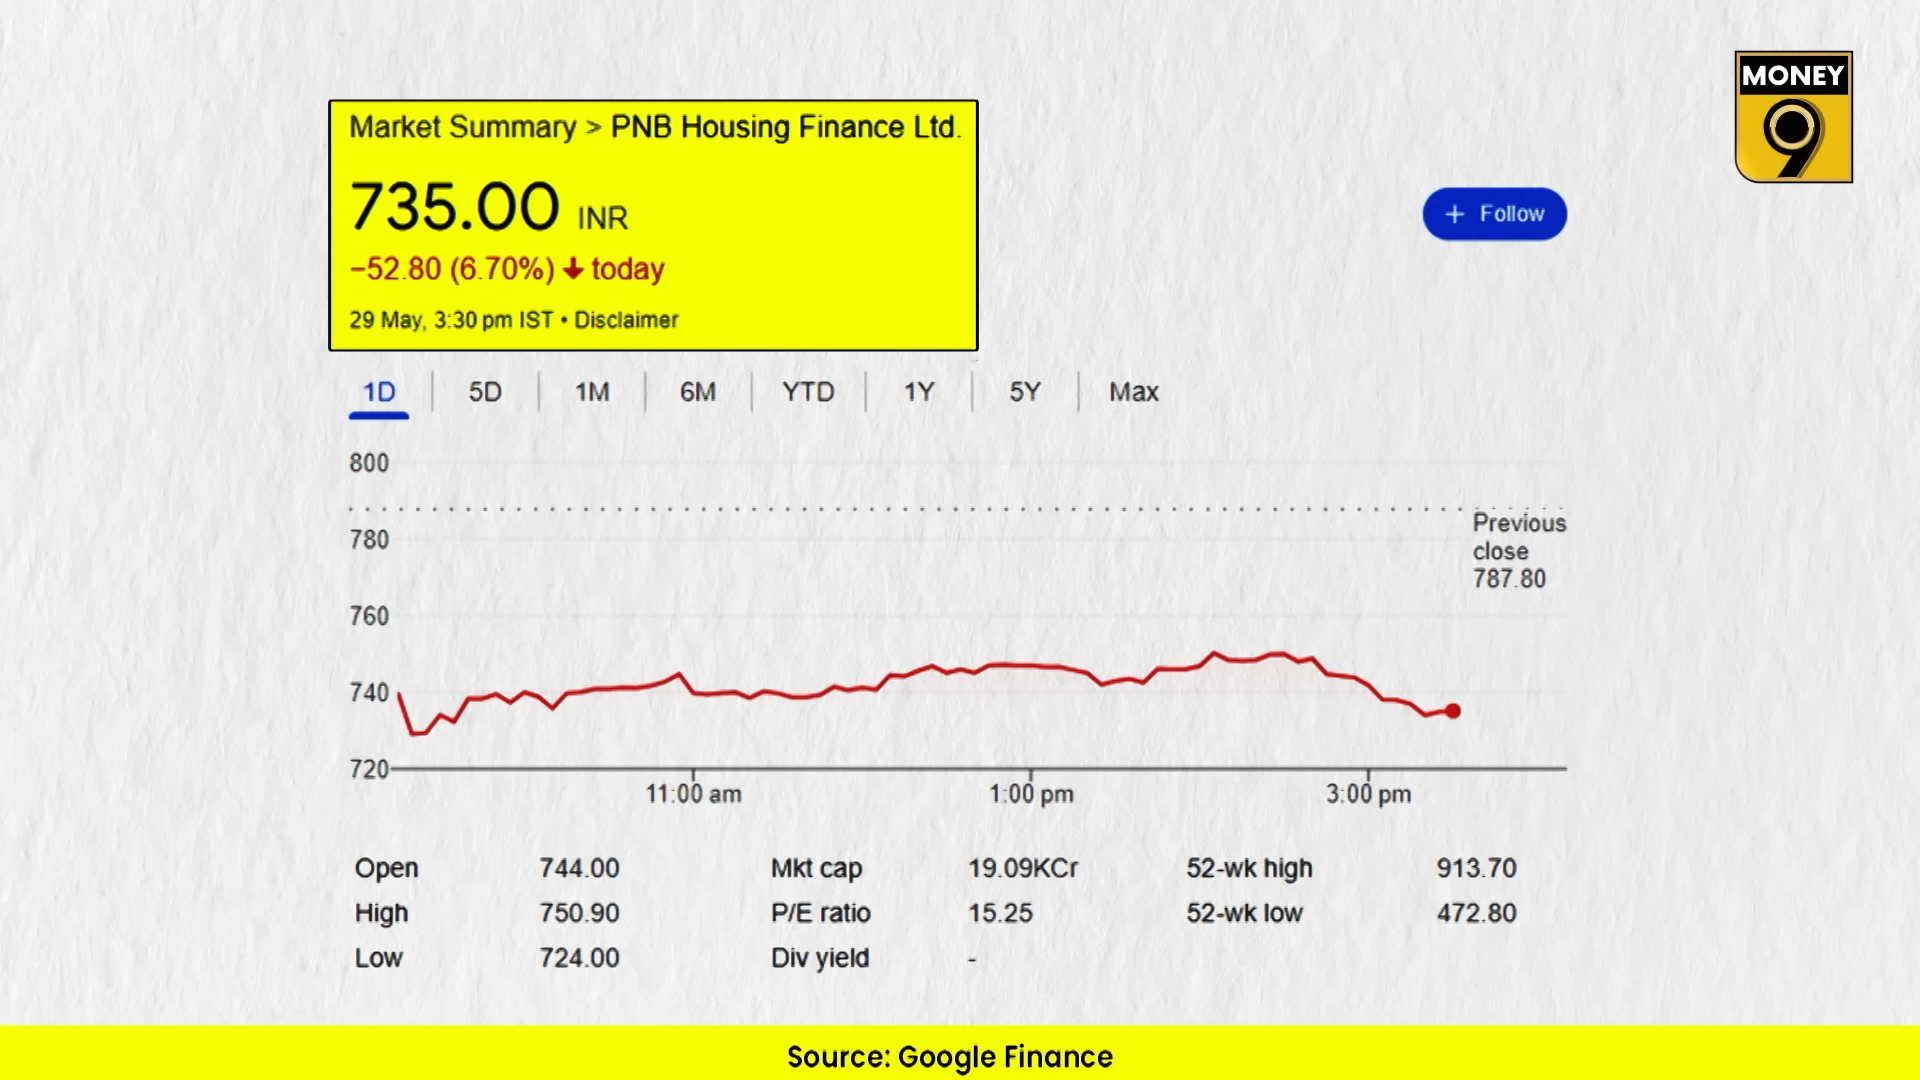 MONEY
9
Market Summary > PNB Housing Finance Ltd.
735.00 INR
+ Follow
−52.80 (6.70%) ↓ today
29 May, 3:30 pm IST • Disclaimer
1D 5D 1M 6M YTD 1Y 5Y Max
800
780
760
740
720
Previous
close
787.80
11:00 am 1:00 pm 3:00 pm
Open 744.00 Mkt cap 19.09KCr 52-wk high 913.70
High 750.90 P/E ratio 15.25 52-wk low 472.80
Low 724.00 Div yield -
Source: Google Finance